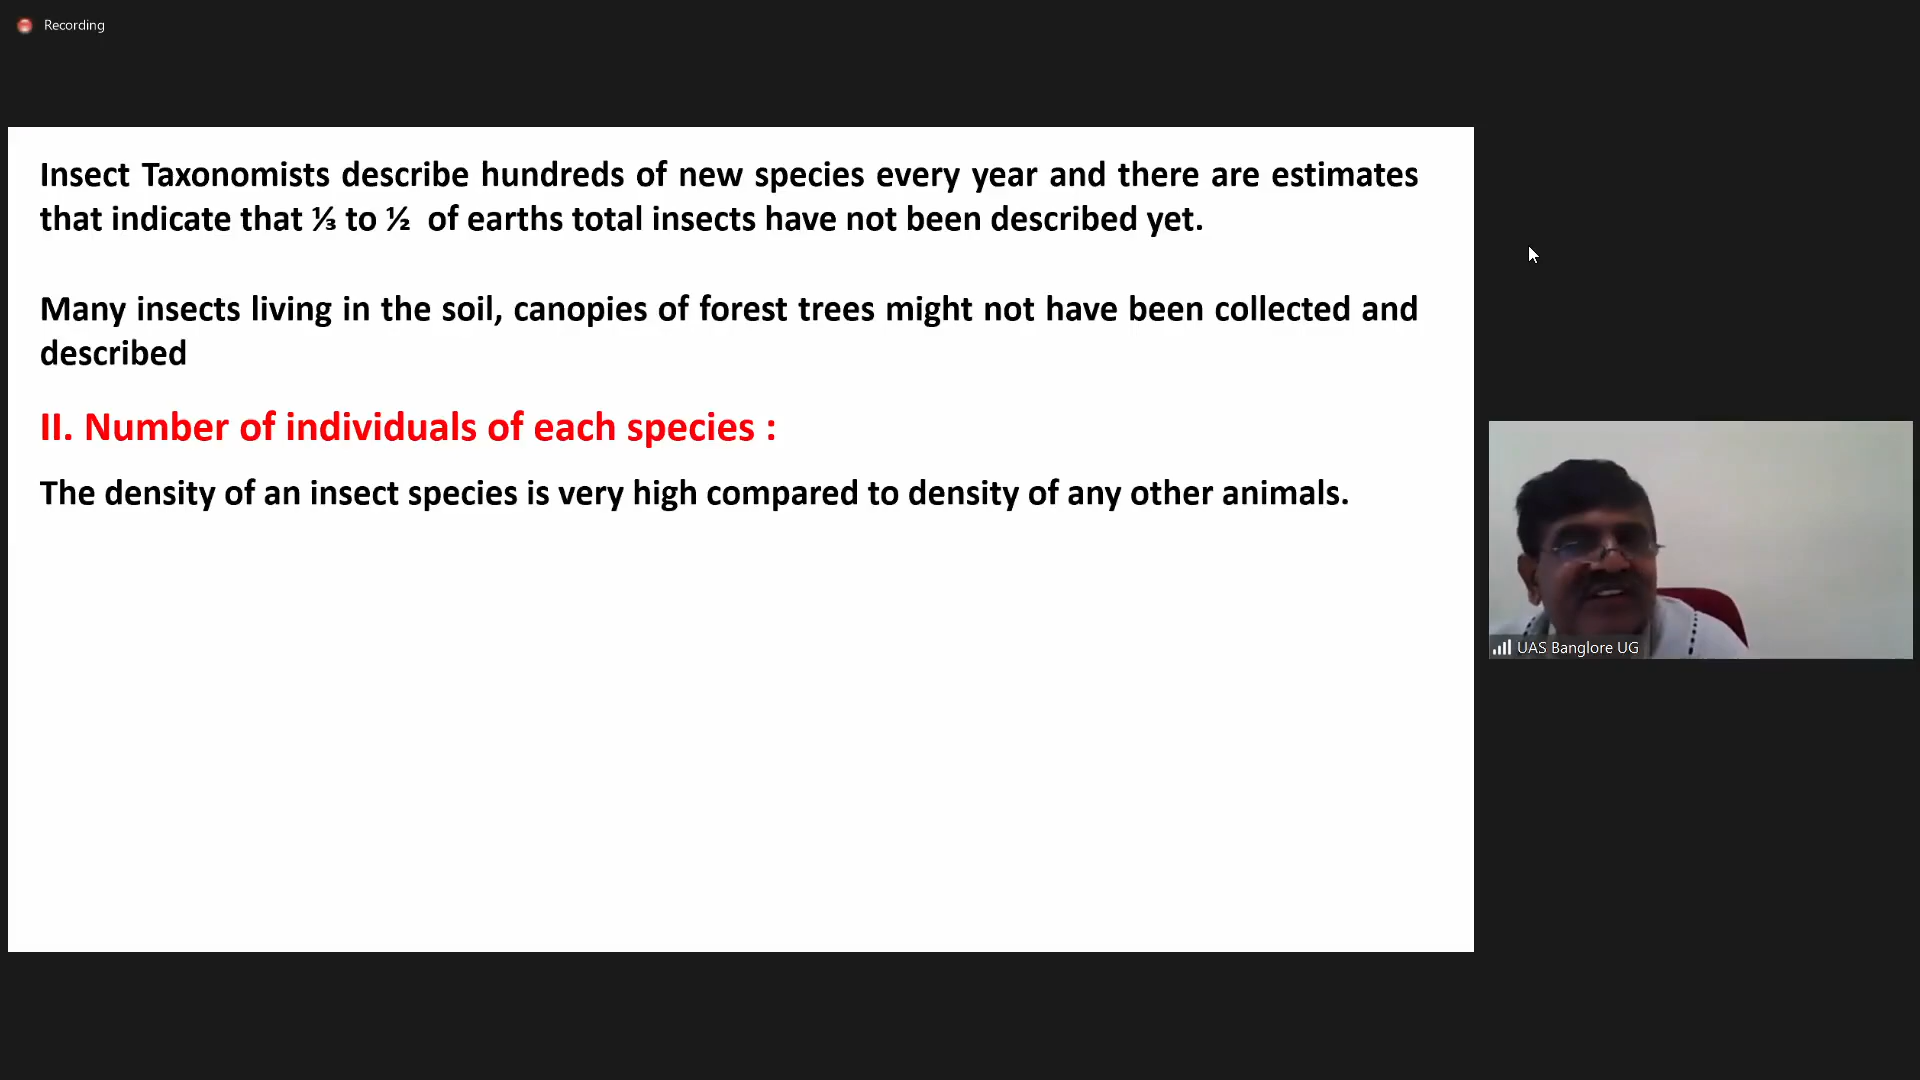 Recording
Insect Taxonomists describe hundreds of new species every year and there are estimates
that indicate that ⅓ to ½ of earths total insects have not been described yet.
Many insects living in the soil, canopies of forest trees might not have been collected and
described
II. Number of individuals of each species :
The density of an insect species is very high compared to density of any other animals.
UAS Banglore UG